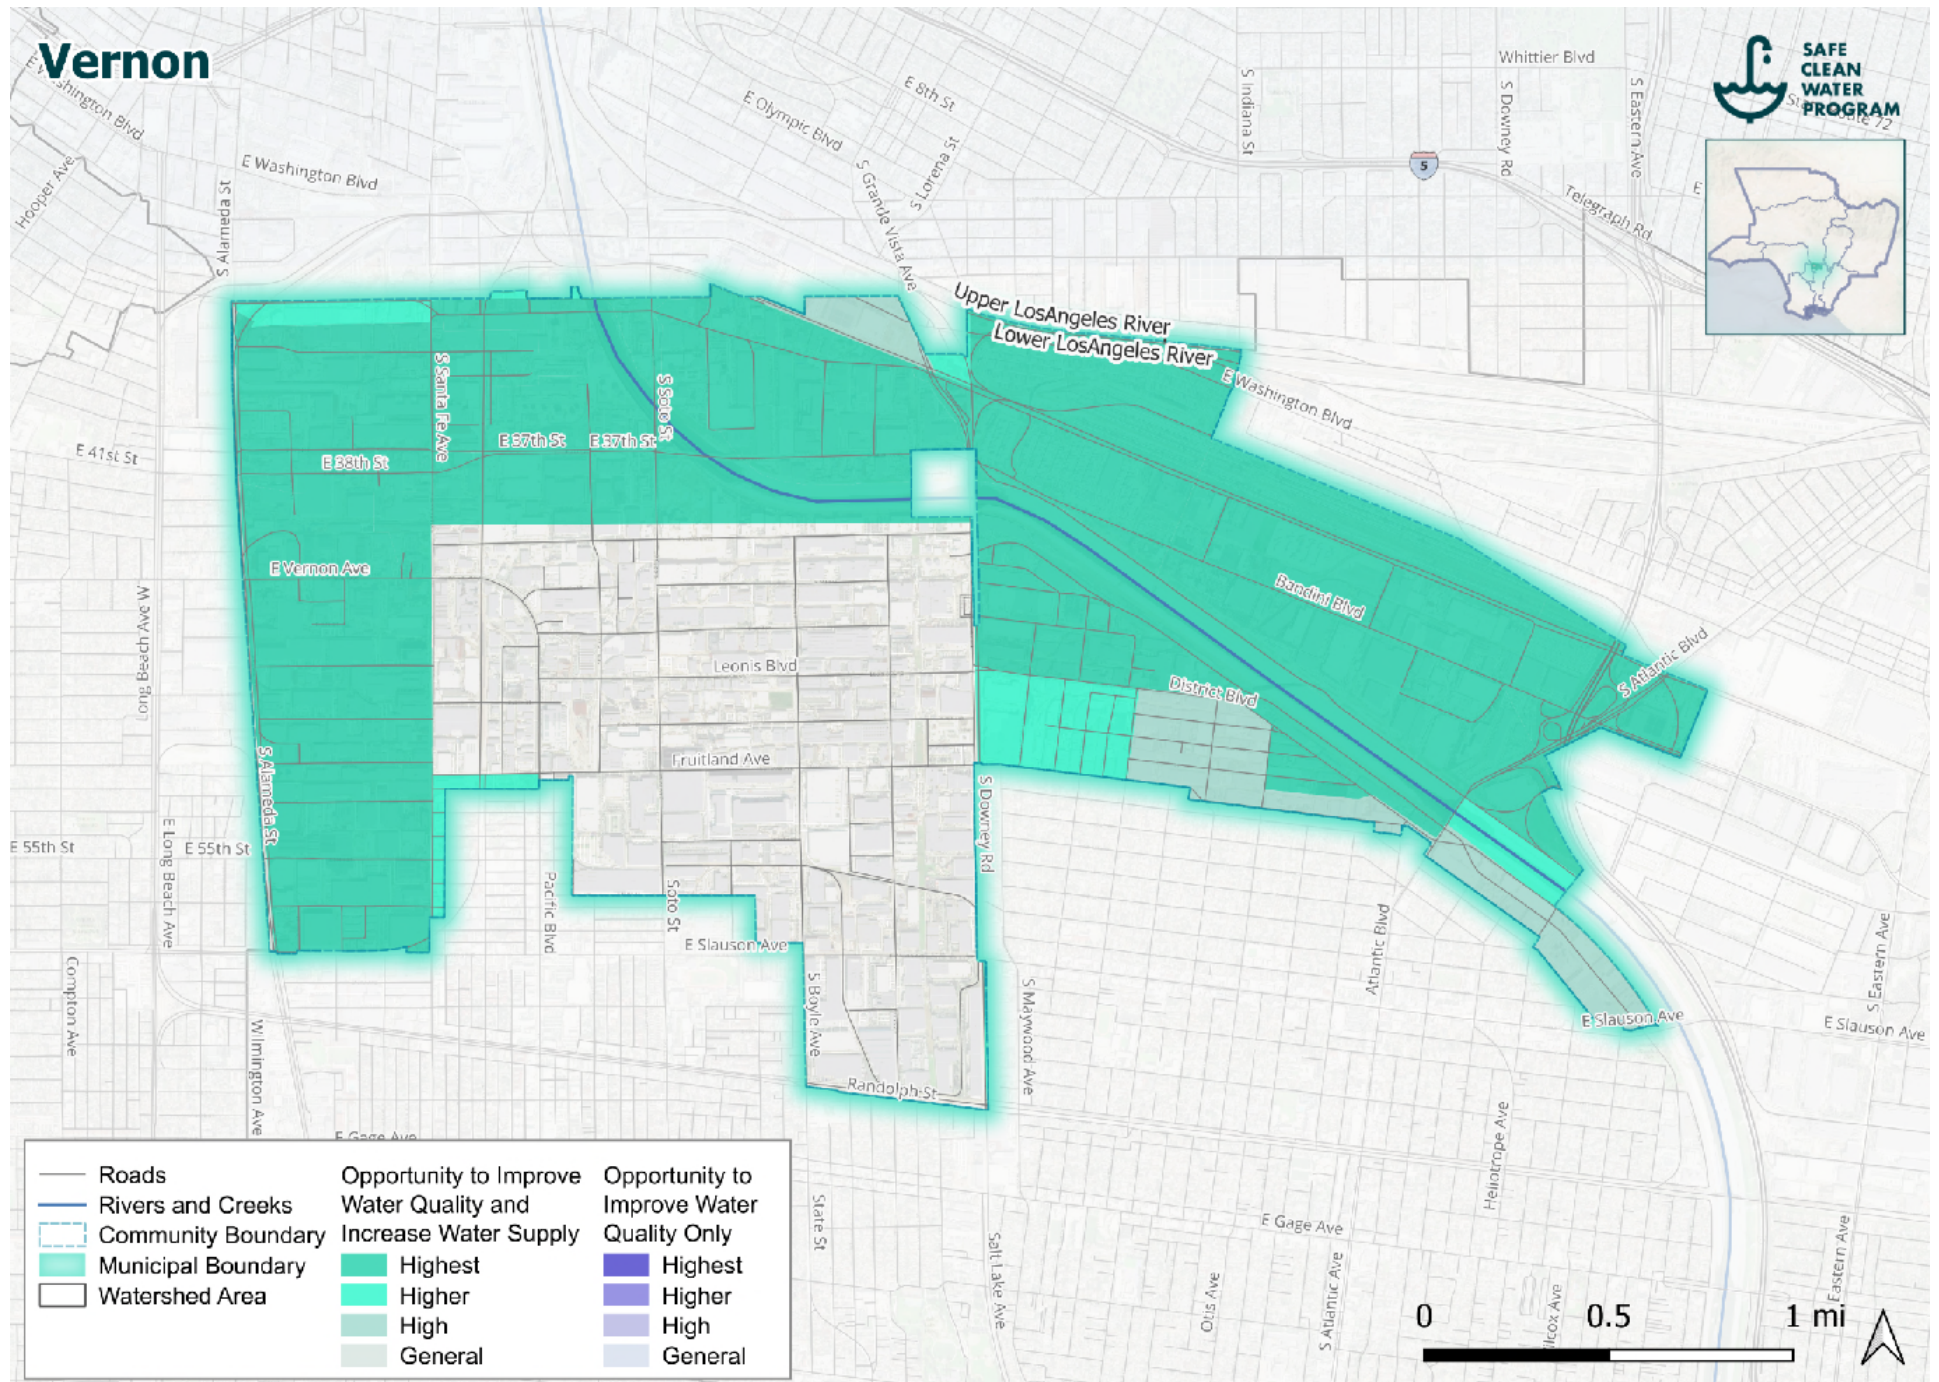 Vernon
SAFE
CLEAN
WATER
PROGRAM
Whittier Blvd
S Downey Rd
S Eastern Ave
S Indiana St
E 8th St
E Olympic Blvd
S Lorena St
S Grande Vista Ave
E Washington Blvd
E Washington Blvd
Hooper Ave
S Alameda St
5
Telegraph Rd
E
Upper LosAngeles River
Lower LosAngeles River
E Washington Blvd
S Santa Fe Ave
S Soto St
E 37th St
E 37th St
E 38th St
E 41st St
E Vernon Ave
Long Beach Ave W
Bandini Blvd
Leonis Blvd
District Blvd
S Atlantic Blvd
Fruitland Ave
S Alameda St
S Downey Rd
E 55th St
E 55th St
E Long Beach Ave
Pacific Blvd
Soto St
E Slauson Ave
Atlantic Blvd
S Eastern Ave
Compton Ave
S Boyle Ave
S Maywood Ave
E Slauson Ave
E Slauson Ave
Wilmington Ave
Randolph St
E Gage Ave
Heliotrope Ave
State St
Salt Lake Ave
E Gage Ave
Otis Ave
S Atlantic Ave
Eastern Ave
Roads
Rivers and Creeks
Community Boundary
Municipal Boundary
Watershed Area
Opportunity to Improve
Water Quality and
Increase Water Supply
Highest
Higher
High
General
Opportunity to
Improve Water
Quality Only
Highest
Higher
High
General
0 0.5 1 mi